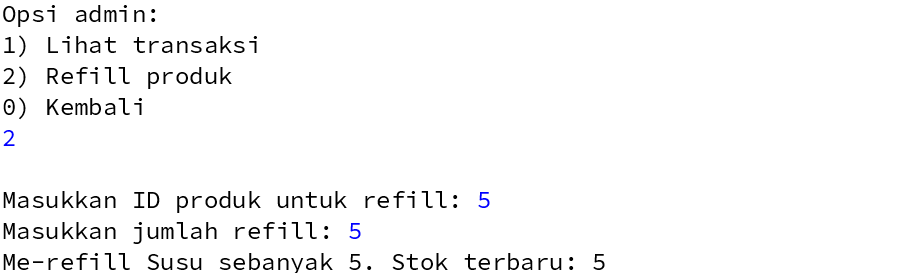 Opsi admin:
1) Lihat transaksi
2) Refill produk
0) Kembali
2
Masukkan ID produk untuk refill: 5
Masukkan jumlah refill: 5
Me-refill Susu sebanyak 5. Stok terbaru: 5